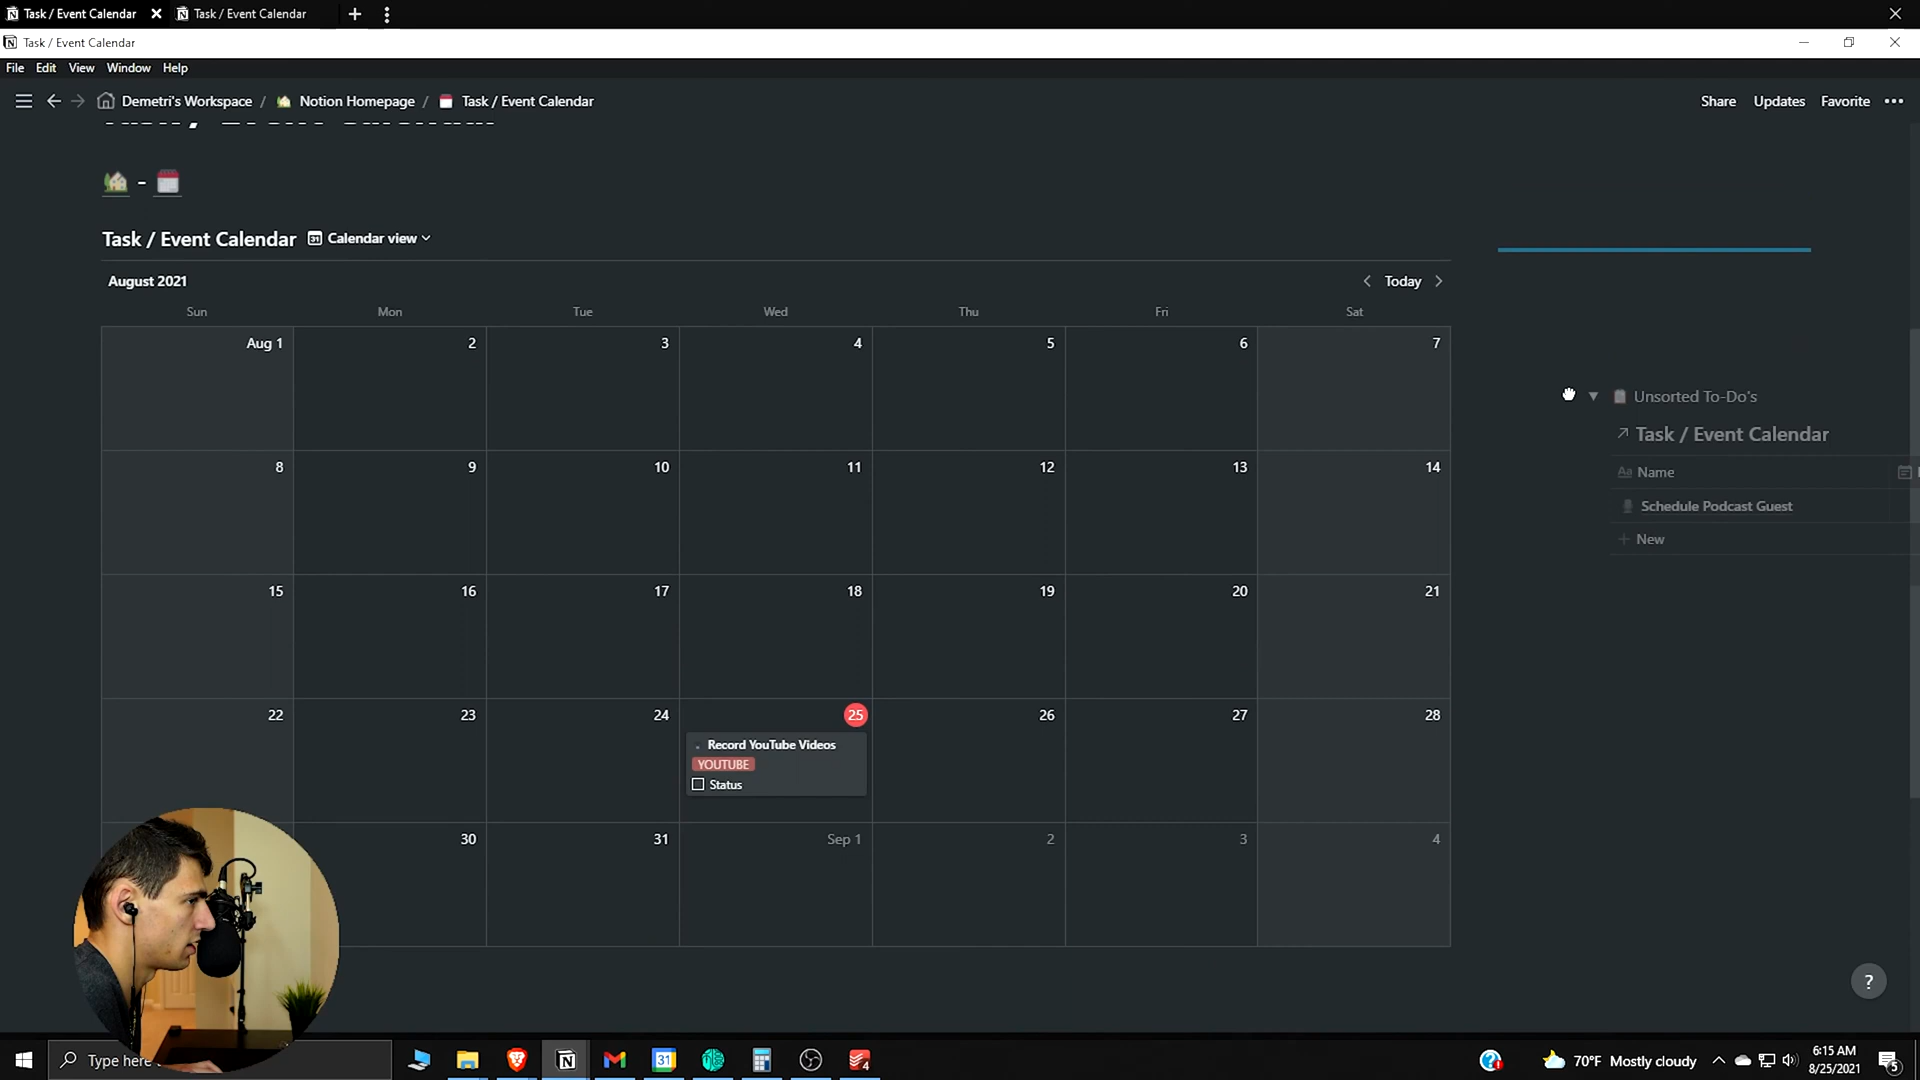 Task / Event Calendar
Task / Event Calendar
Task / Event Calendar
File Edit View Window Help
Demetri's Workspace / Notion Homepage / Task / Event Calendar
Share Updates Favorite
-
Task / Event Calendar 31 Calendar view
August 2021
Today
Sun Mon Tue Wed Thu Fri Sat
Aug 1 2 3 4 5 6 7
8 9 10 11 12 13 14
15 16 17 18 19 20 21
22 23 24 25 26 27 28
Record YouTube Videos
YOUTUBE
Status
30 31 Sep 1 2 3 4
Unsorted To-Do's
Task / Event Calendar
Aa Name
Schedule Podcast Guest
+ New
?
Type here
31
4
70°F Mostly cloudy
6:15 AM
8/25/2021
5